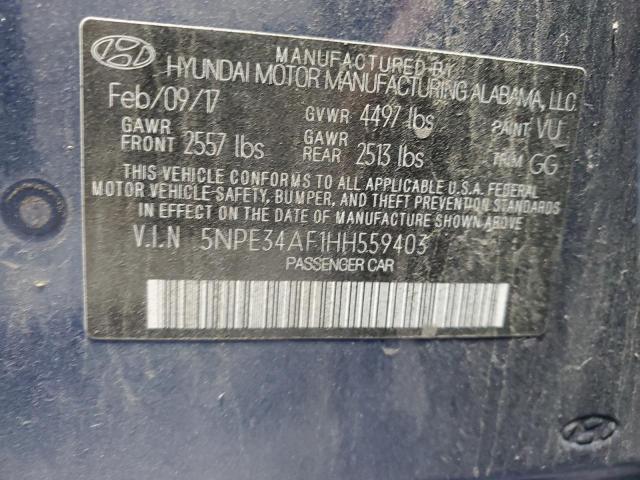 MANUFACTURED BY
HYUNDAI MOTOR MANUFACTURING ALABAMA, LLC
Feb/09/17 GVWR 4497 lbs PAINT VU
GAWR FRONT 2557 lbs GAWR REAR 2513 lbs TRIM GG
THIS VEHICLE CONFORMS TO ALL APPLICABLE U.S.A. FEDERAL
MOTOR VEHICLE-SAFETY, BUMPER, AND THEFT PREVENTION STANDARDS
IN EFFECT ON THE DATE OF MANUFACTURE SHOWN ABOVE.
V.I.N 5NPE34AF1HH559403
PASSENGER CAR